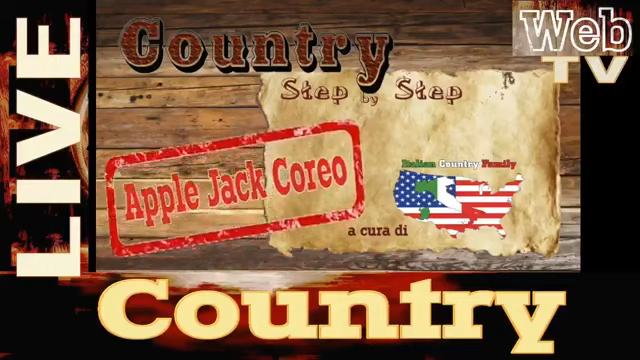 LIVE
Web
TV
Country
Step by Step
Apple Jack Coreo
Italian Country Family
a cura di
Country